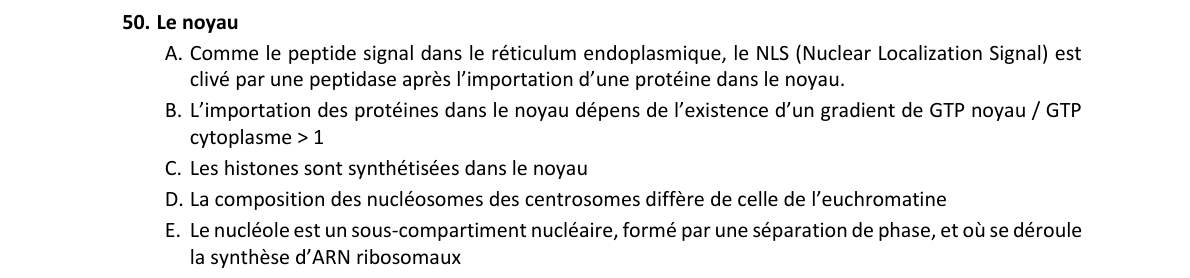 50. Le noyau
A. Comme le peptide signal dans le réticulum endoplasmique, le NLS (Nuclear Localization Signal) est
clivé par une peptidase après l’importation d’une protéine dans le noyau.
B. L’importation des protéines dans le noyau dépens de l’existence d’un gradient de GTP noyau / GTP
cytoplasme > 1
C. Les histones sont synthétisées dans le noyau
D. La composition des nucléosomes des centrosomes diffère de celle de l’euchromatine
E. Le nucléole est un sous-compartiment nucléaire, formé par une séparation de phase, et où se déroule
la synthèse d’ARN ribosomaux